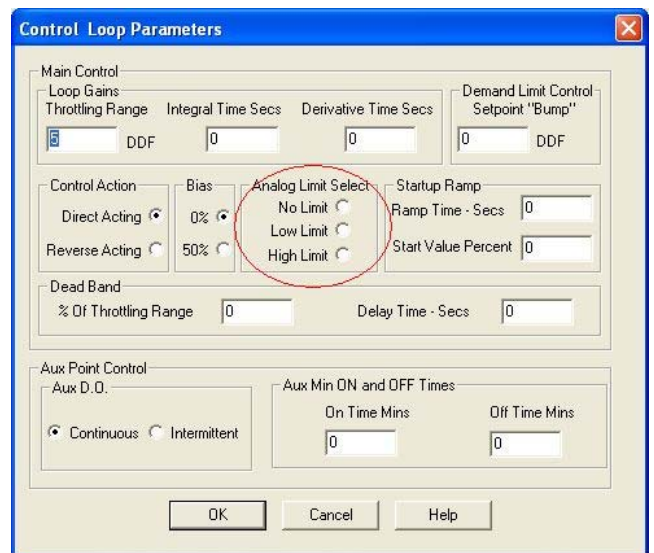 Control Loop Parameters
Main Control
Loop Gains
Throttling Range Integral Time Secs Derivative Time Secs
5 DDF 0 0
Demand Limit Control
Setpoint "Bump"
0 DDF
Control Action
Direct Acting
Reverse Acting
Bias
0%
50%
Analog Limit Select
No Limit
Low Limit
High Limit
Startup Ramp
Ramp Time - Secs 0
Start Value Percent 0
Dead Band
% Of Throttling Range 0 Delay Time - Secs 0
Aux Point Control
Aux D.O.
Continuous Intermittent
Aux Min ON and OFF Times
On Time Mins Off Time Mins
0 0
OK Cancel Help